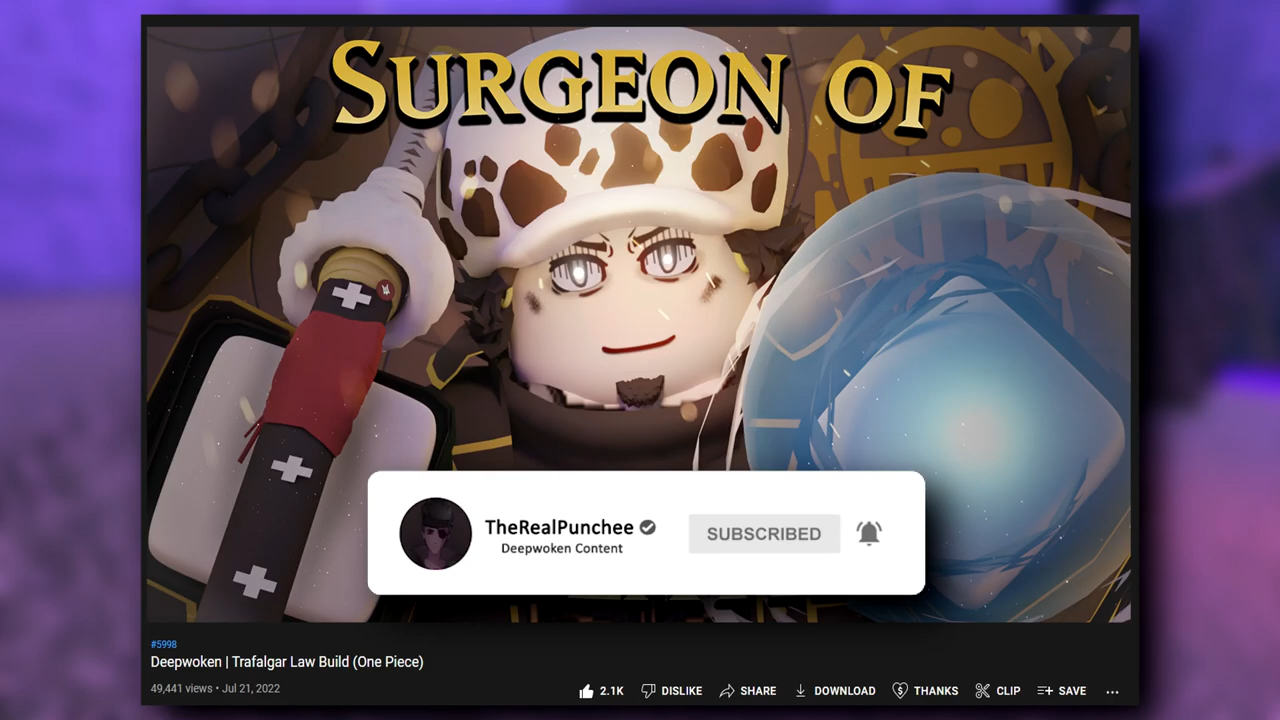 SURGEON OF
TheRealPunchee
Deepwoken Content
SUBSCRIBED
#5998
Deepwoken | Trafalgar Law Build (One Piece)
49,441 views • Jul 21, 2022
2.1K DISLIKE SHARE DOWNLOAD THANKS CLIP SAVE ...